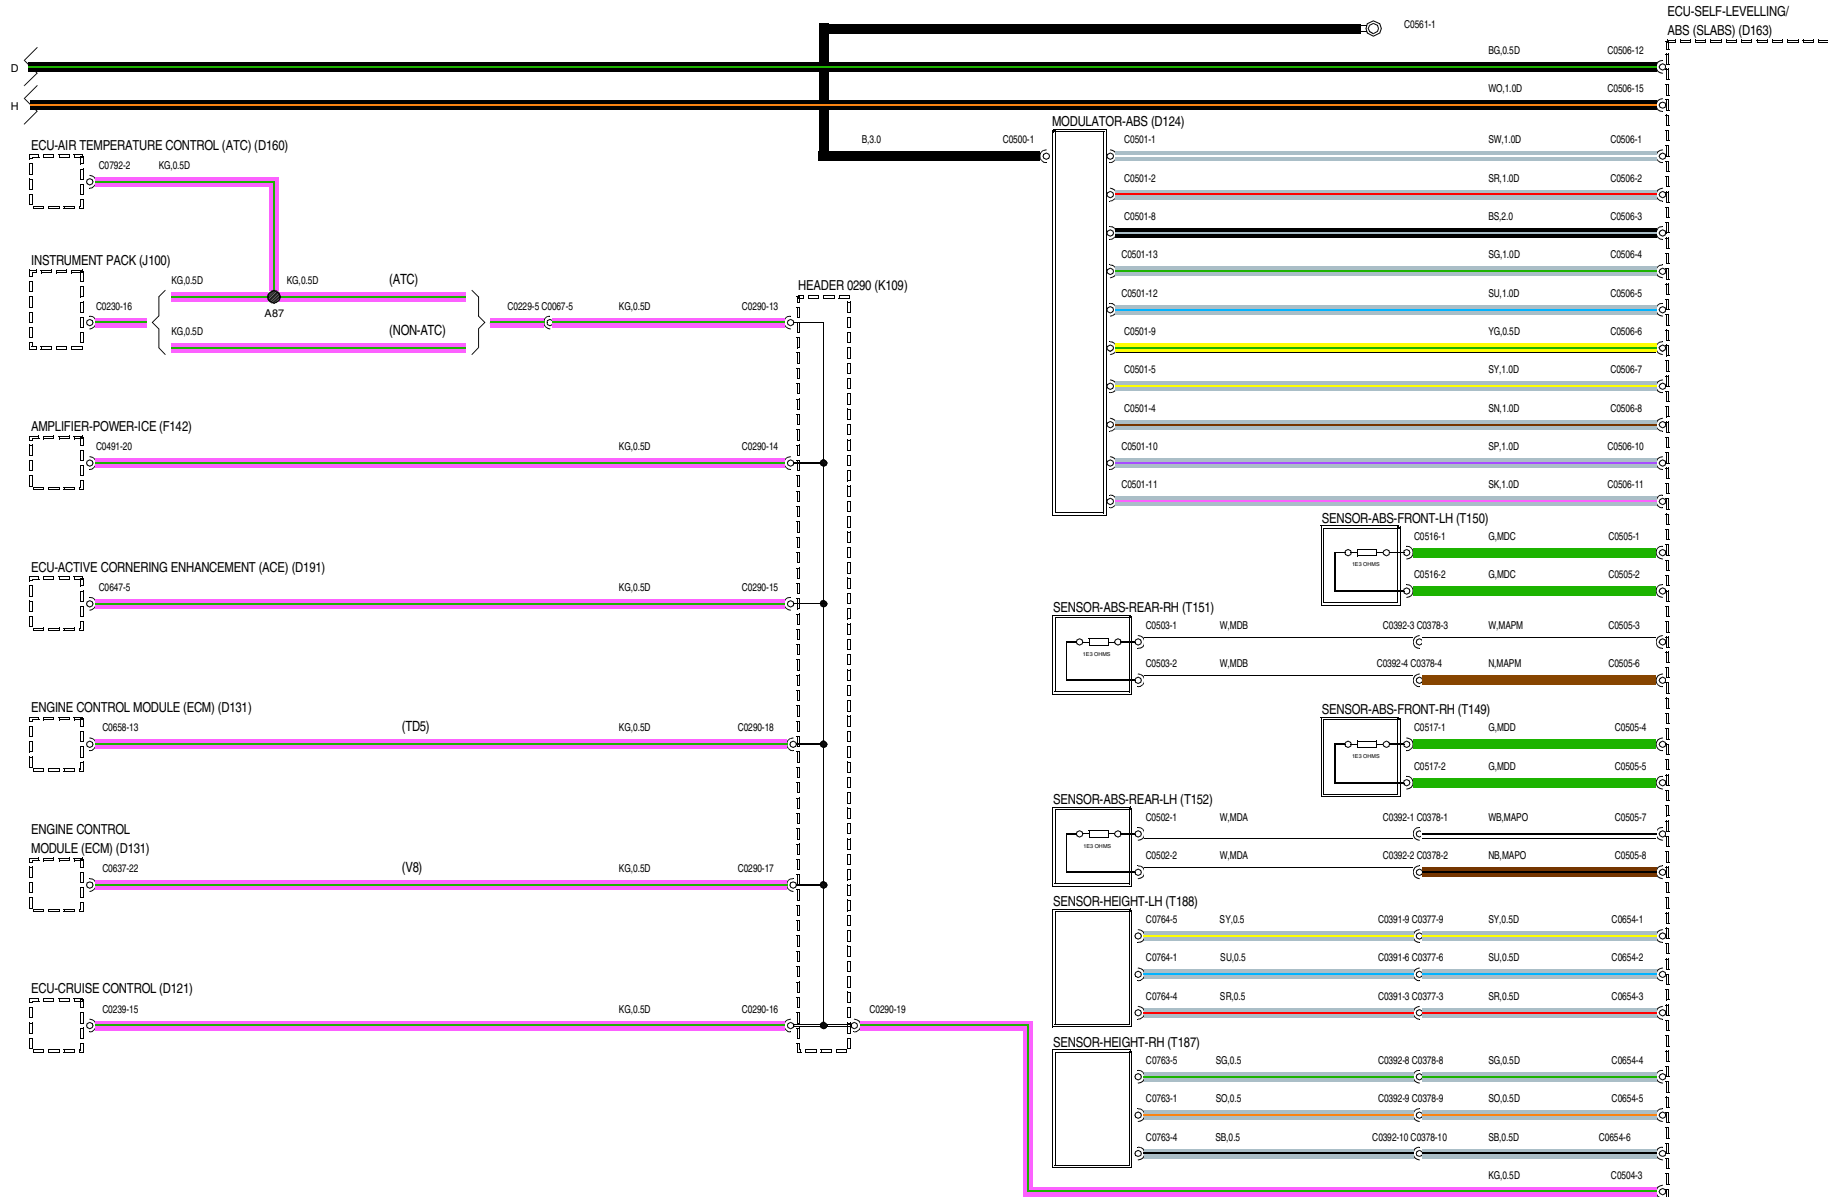 ECU-SELF-LEVELLING/
ABS (SLABS) (D163)
C0561-1
D
BG,0.5D C0506-12
H
WO,1.0D C0506-15
ECU-AIR TEMPERATURE CONTROL (ATC) (D160)
C0792-2 KG,0.5D
INSTRUMENT PACK (J100)
KG,0.5D KG,0.5D (ATC)
C0230-16
A87
KG,0.5D (NON-ATC)
C0229-5 C0067-5 KG,0.5D C0290-13
HEADER 0290 (K109)
AMPLIFIER-POWER-ICE (F142)
C0491-20 KG,0.5D C0290-14
ECU-ACTIVE CORNERING ENHANCEMENT (ACE) (D191)
C0647-5 KG,0.5D C0290-15
ENGINE CONTROL MODULE (ECM) (D131)
C0658-13 (TD5) KG,0.5D C0290-18
ENGINE CONTROL
MODULE (ECM) (D131)
C0637-22 (V8) KG,0.5D C0290-17
ECU-CRUISE CONTROL (D121)
C0239-15 KG,0.5D C0290-16
C0290-19
B,3.0 C0500-1
MODULATOR-ABS (D124)
C0501-1 SW,1.0D C0506-1
C0501-2 SR,1.0D C0506-2
C0501-8 BS,2.0 C0506-3
C0501-13 SG,1.0D C0506-4
C0501-12 SU,1.0D C0506-5
C0501-9 YG,0.5D C0506-6
C0501-5 SY,1.0D C0506-7
C0501-4 SN,1.0D C0506-8
C0501-10 SP,1.0D C0506-10
C0501-11 SK,1.0D C0506-11
SENSOR-ABS-FRONT-LH (T150)
C0516-1 G,MDC C0505-1
1E3 OHMS
C0516-2 G,MDC C0505-2
SENSOR-ABS-REAR-RH (T151)
C0503-1 W,MDB C0392-3 C0378-3 W,MAPM C0505-3
1E3 OHMS
C0503-2 W,MDB C0392-4 C0378-4 N,MAPM C0505-6
SENSOR-ABS-FRONT-RH (T149)
C0517-1 G,MDD C0505-4
1E3 OHMS
C0517-2 G,MDD C0505-5
SENSOR-ABS-REAR-LH (T152)
C0502-1 W,MDA C0392-1 C0378-1 WB,MAPO C0505-7
1E3 OHMS
C0502-2 W,MDA C0392-2 C0378-2 NB,MAPO C0505-8
SENSOR-HEIGHT-LH (T188)
C0764-5 SY,0.5 C0391-9 C0377-9 SY,0.5D C0654-1
C0764-1 SU,0.5 C0391-6 C0377-6 SU,0.5D C0654-2
C0764-4 SR,0.5 C0391-3 C0377-3 SR,0.5D C0654-3
SENSOR-HEIGHT-RH (T187)
C0763-5 SG,0.5 C0392-8 C0378-8 SG,0.5D C0654-4
C0763-1 SO,0.5 C0392-9 C0378-9 SO,0.5D C0654-5
C0763-4 SB,0.5 C0392-10 C0378-10 SB,0.5D C0654-6
KG,0.5D C0504-3